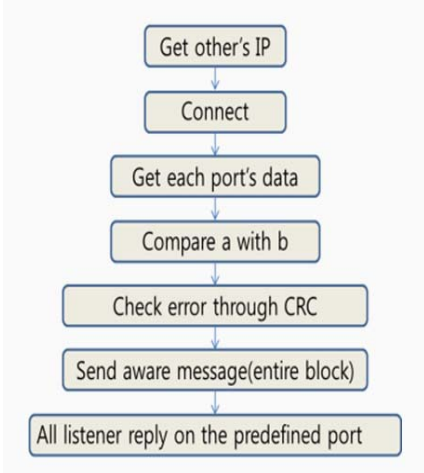 Get other's IP
Connect
Get each port's data
Compare a with b
Check error through CRC
Send aware message(entire block)
All listener reply on the predefined port